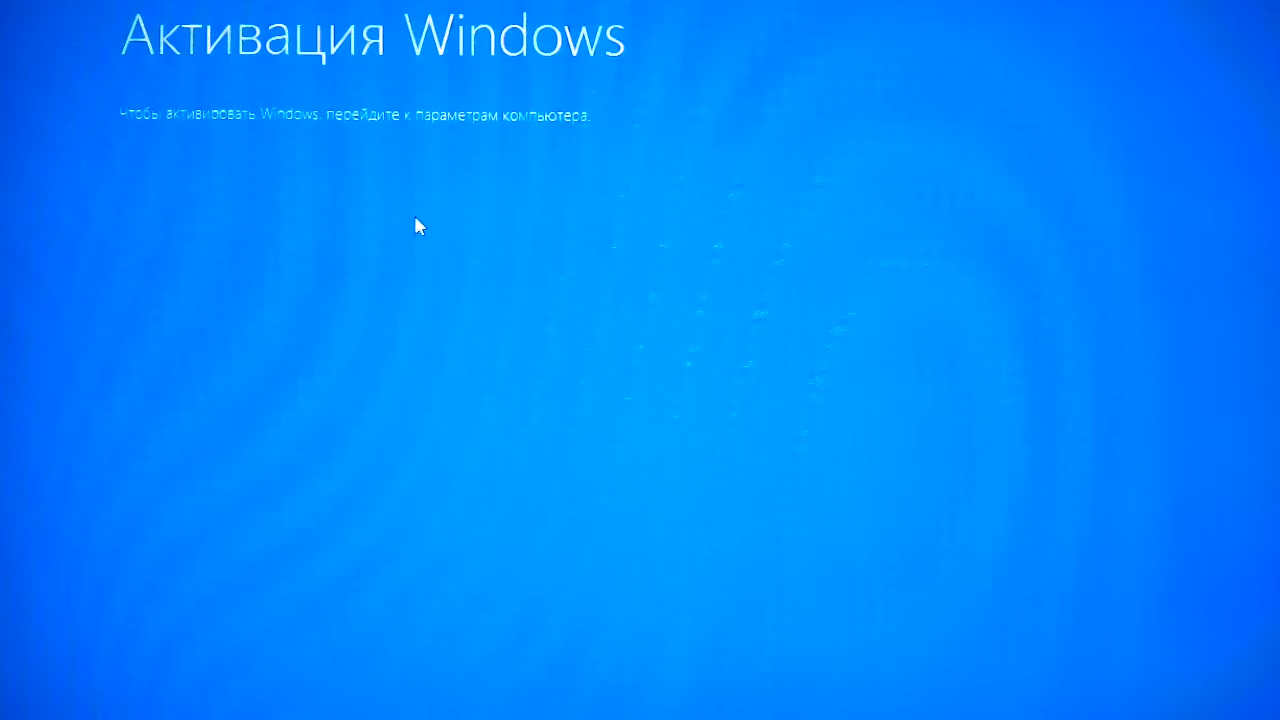 Активация Windows
Чтобы активировать Windows, перейдите к параметрам компьютера.